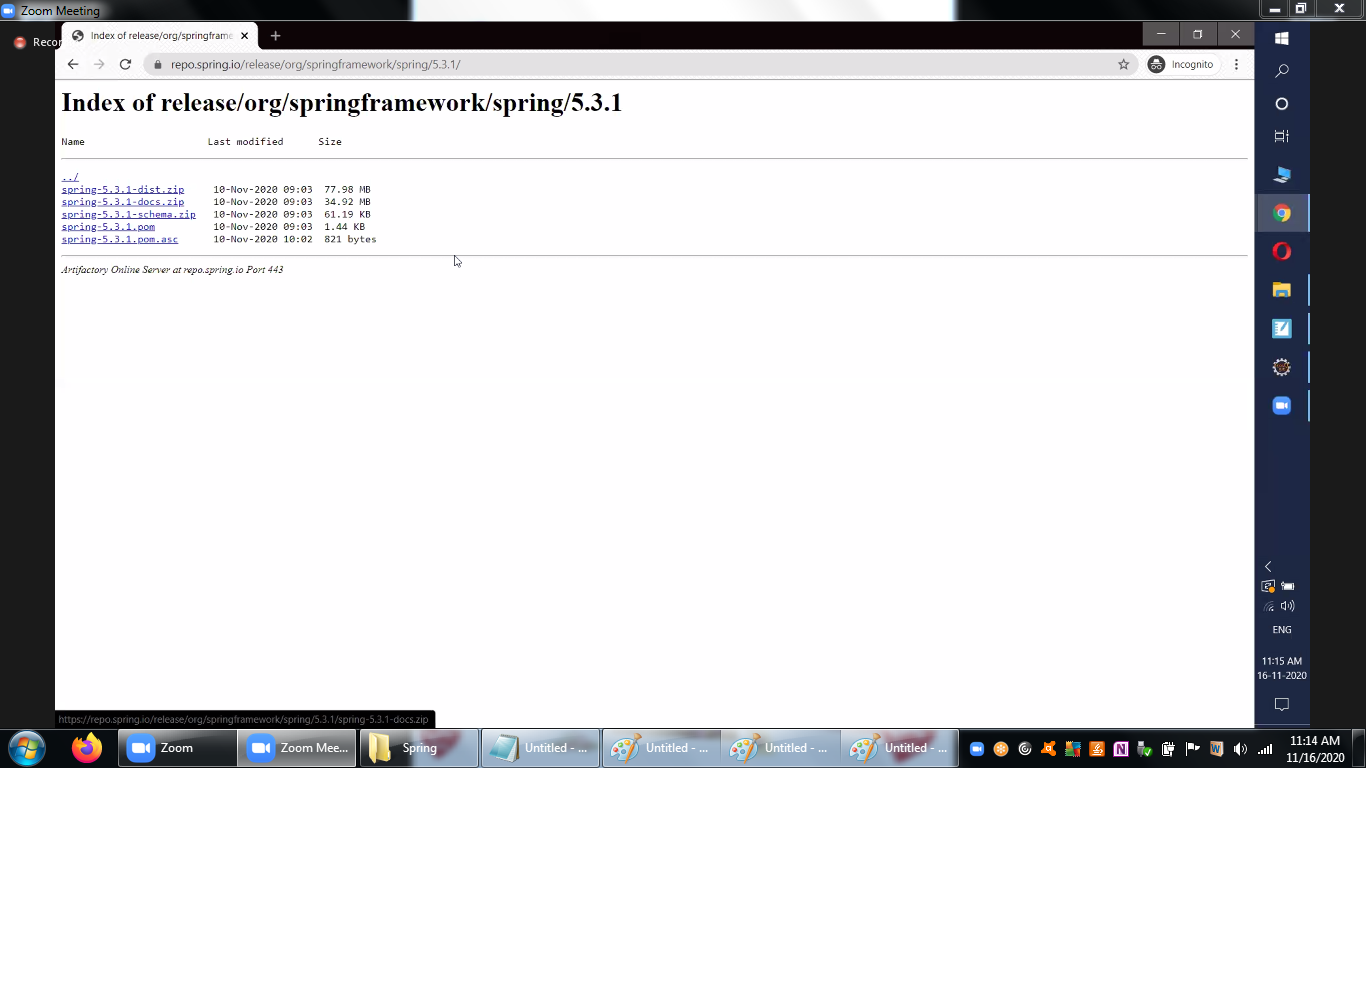 Zoom Meeting
Recor
Index of release/org/springframe
repo.spring.io/release/org/springframework/spring/5.3.1/
Incognito
Index of release/org/springframework/spring/5.3.1
Name Last modified Size
../
spring-5.3.1-dist.zip 10-Nov-2020 09:03 77.98 MB
spring-5.3.1-docs.zip 10-Nov-2020 09:03 34.92 MB
spring-5.3.1-schema.zip 10-Nov-2020 09:03 61.19 KB
spring-5.3.1.pom 10-Nov-2020 09:03 1.44 KB
spring-5.3.1.pom.asc 10-Nov-2020 10:02 821 bytes
Artifactory Online Server at repo.spring.io Port 443
ENG
11:15 AM
16-11-2020
https://repo.spring.io/release/org/springframework/spring/5.3.1/spring-5.3.1-docs.zip
Zoom
Zoom Mee...
Spring
Untitled - ...
Untitled - ...
Untitled - ...
Untitled - ...
11:14 AM
11/16/2020